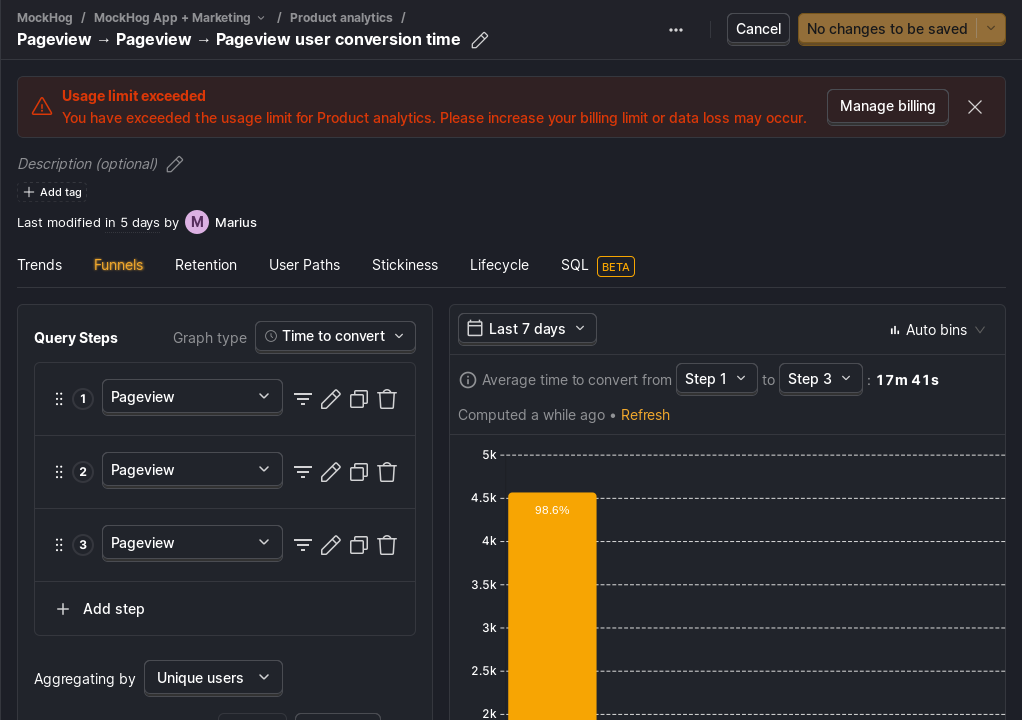 MockHog / MockHog App + Marketing / Product analytics /
Pageview → Pageview → Pageview user conversion time
Cancel
No changes to be saved
Usage limit exceeded
You have exceeded the usage limit for Product analytics. Please increase your billing limit or data loss may occur.
Manage billing
Description (optional)
Add tag
Last modified in 5 days by M Marius
Trends Funnels Retention User Paths Stickiness Lifecycle SQL BETA
Query Steps
Graph type Time to convert
1 Pageview
2 Pageview
3 Pageview
Add step
Aggregating by Unique users
Last 7 days
Auto bins
Average time to convert from Step 1 to Step 3 : 17m 41s
Computed a while ago • Refresh
5k
4.5k
98.6%
4k
3.5k
3k
2.5k
2k